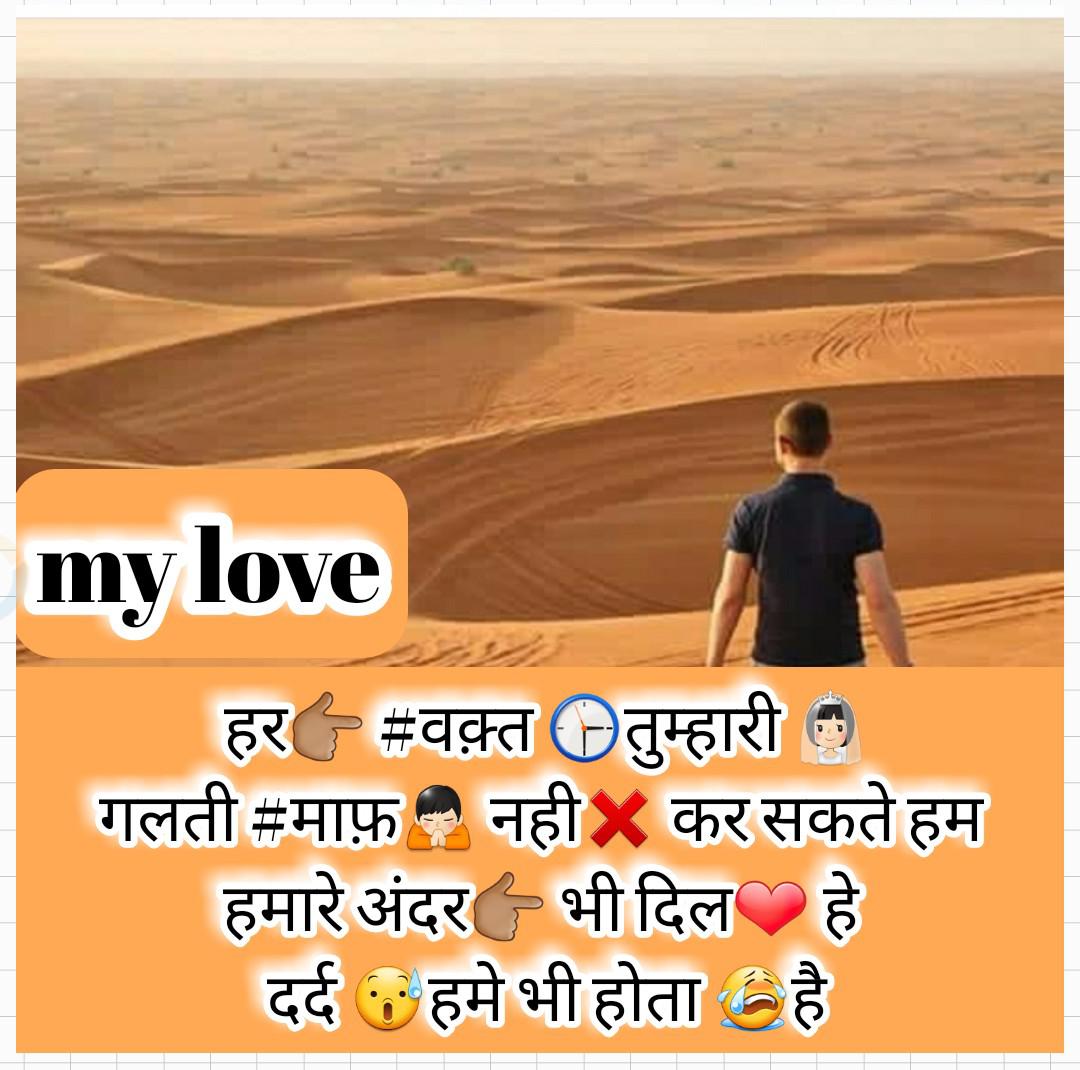 my love
हर👉🏽 #वक़्त 🕒तुम्हारी 👰🏻
गलती #माफ़🙇🏻 नही❌ कर सकते हम
हमारे अंदर👉🏽 भी दिल❤️ हे
दर्द 😰हमे भी होता 😭है